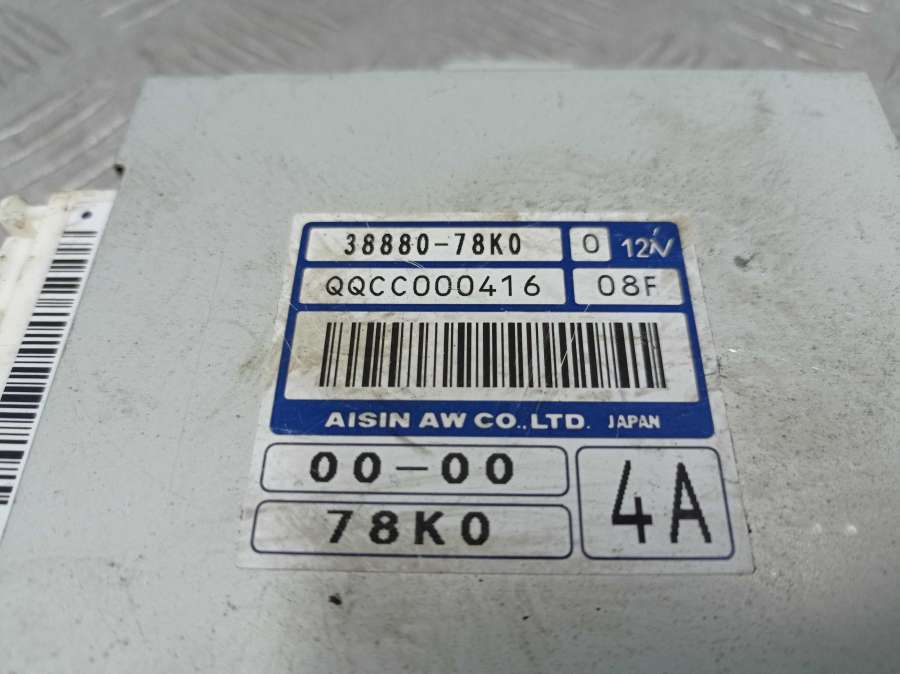 38880-78K0 0 12V
QQCC000416 08F
AISIN AW CO.,LTD. JAPAN
00-00
78K0
4A